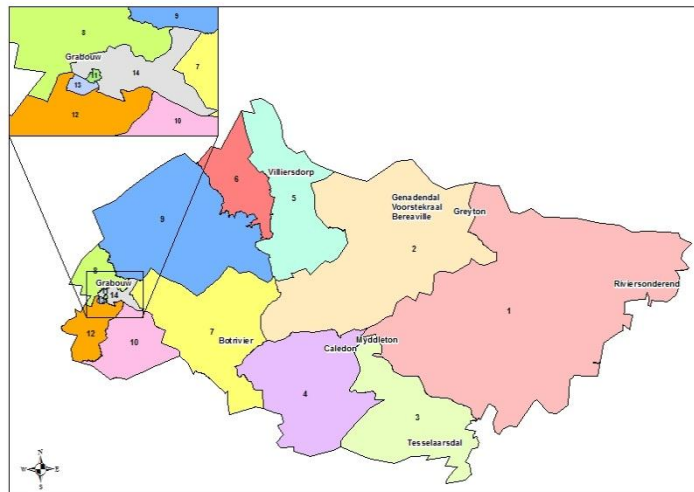 9
8
Grabouw
7
14
11
13
12
10
6
Villiersdorp
5
Genadendal
Voorstekraal
Bereaville
Greyton
2
9
8
Grabouw
14
1
Riviersonderend
12
10
7
Botrivier
Caledon
Myddleton
4
3
Tesselaarsdal
N
W E
S